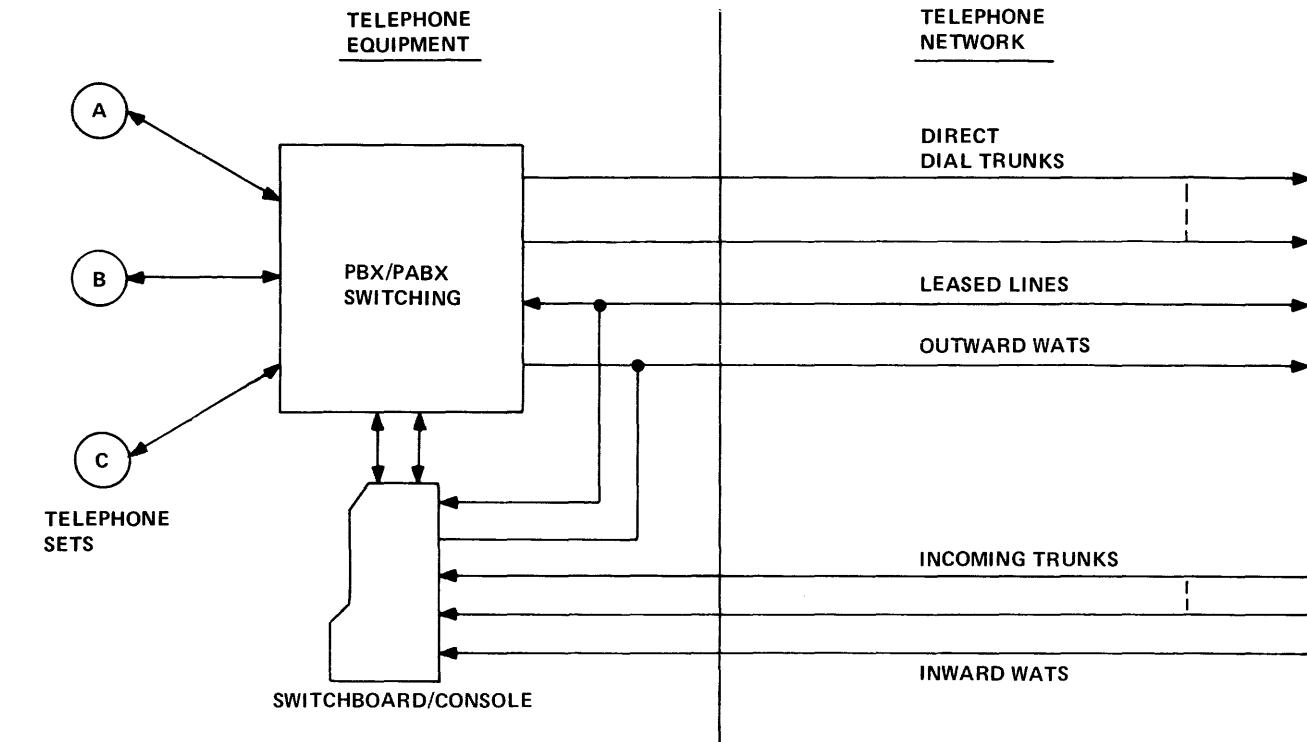 TELEPHONE
EQUIPMENT
TELEPHONE
NETWORK
A
B
C
TELEPHONE
SETS
PBX/PABX
SWITCHING
DIRECT
DIAL TRUNKS
LEASED LINES
OUTWARD WATS
INCOMING TRUNKS
INWARD WATS
SWITCHBOARD/CONSOLE